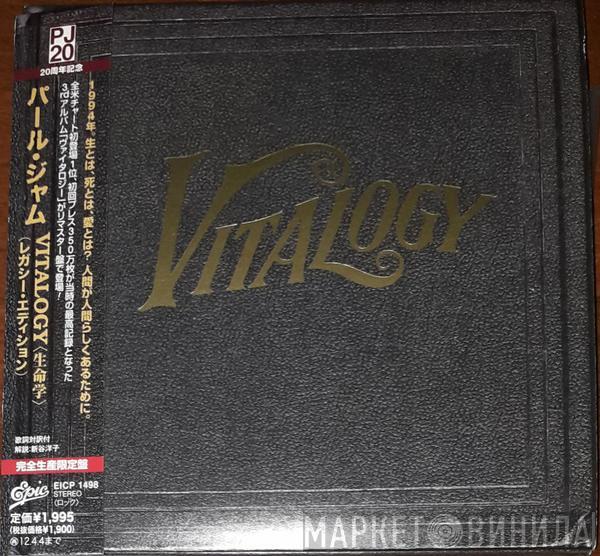 PJ
20
20周年記念
パール・ジャム
VITALOGY〈生命学〉
(レガシー・エディション)
1994年。生とは、死とは、愛とは？人間が人間らしくあるために。
全米チャート初登場1位、初回プレス350万枚が当時の最高記録となった
3rdアルバム「ヴァイタロジー」がリマスター盤で登場！
歌詞対訳付
解説：新谷洋子
完全生産限定盤
Epic
EICP 1498
STEREO
(ロック)
定価¥1,995
(税抜価格¥1,900)
12.4.4まで
VITALOGY
МАРКЕТ ВИНИЛА